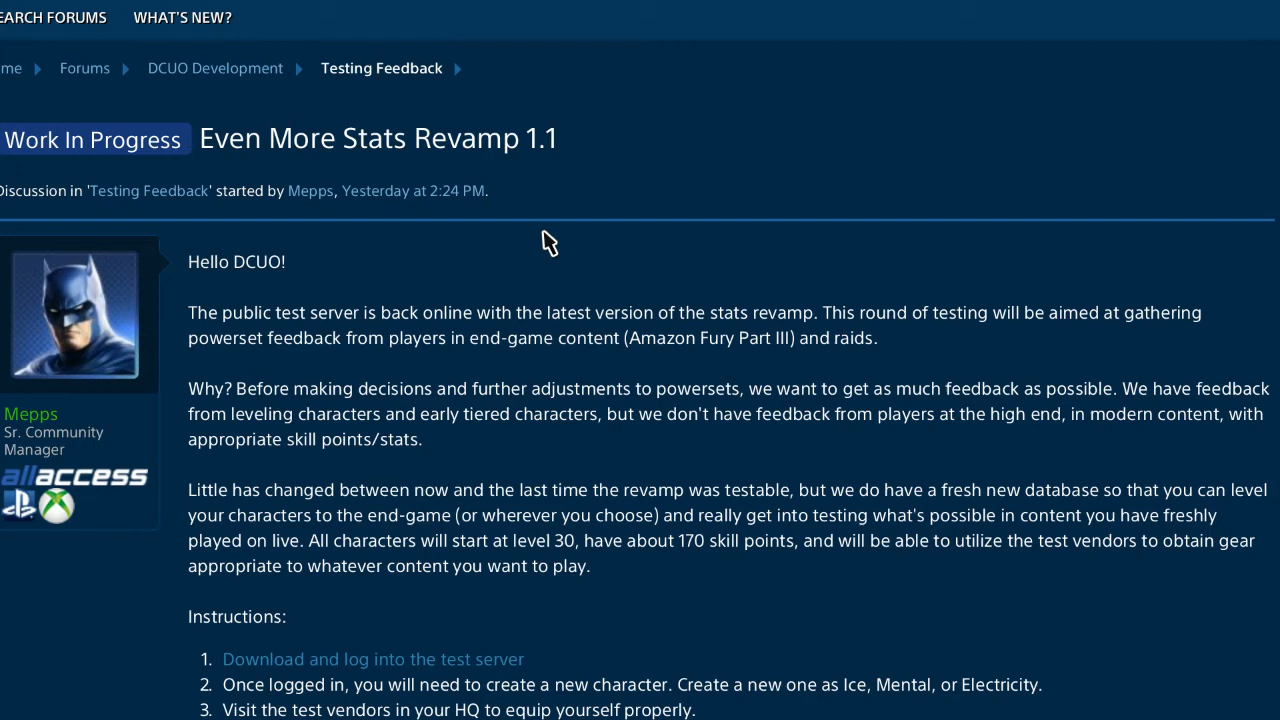 EARCH FORUMS WHAT'S NEW?
me Forums DCUO Development Testing Feedback
Work In Progress Even More Stats Revamp 1.1
Discussion in 'Testing Feedback' started by Mepps, Yesterday at 2:24 PM.
Hello DCUO!
The public test server is back online with the latest version of the stats revamp. This round of testing will be aimed at gathering
powerset feedback from players in end-game content (Amazon Fury Part III) and raids.
Why? Before making decisions and further adjustments to powersets, we want to get as much feedback as possible. We have feedback
from leveling characters and early tiered characters, but we don't have feedback from players at the high end, in modern content, with
appropriate skill points/stats.
Mepps
Sr. Community
Manager
allaccess
Little has changed between now and the last time the revamp was testable, but we do have a fresh new database so that you can level
your characters to the end-game (or wherever you choose) and really get into testing what's possible in content you have freshly
played on live. All characters will start at level 30, have about 170 skill points, and will be able to utilize the test vendors to obtain gear
appropriate to whatever content you want to play.
Instructions:
1. Download and log into the test server
2. Once logged in, you will need to create a new character. Create a new one as Ice, Mental, or Electricity.
3. Visit the test vendors in your HQ to equip yourself properly.